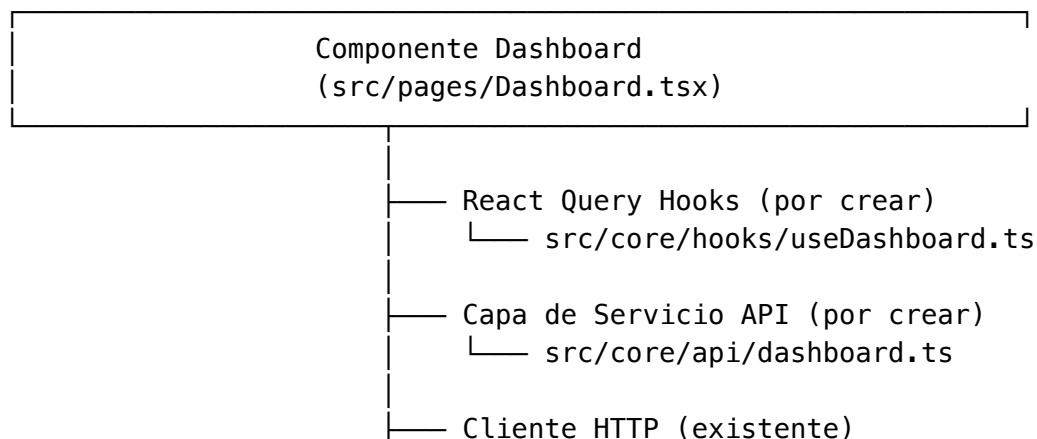 Componente Dashboard
(src/pages/Dashboard.tsx)
React Query Hooks (por crear)
src/core/hooks/useDashboard.ts
Capa de Servicio API (por crear)
src/core/api/dashboard.ts
Cliente HTTP (existente)